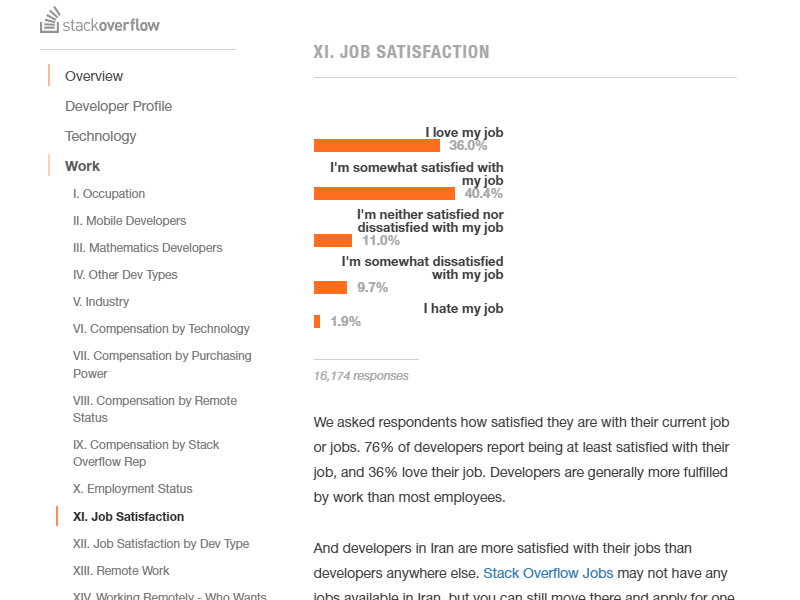 stackoverflow
Overview
Developer Profile
Technology
Work
I. Occupation
II. Mobile Developers
III. Mathematics Developers
IV. Other Dev Types
V. Industry
VI. Compensation by Technology
VII. Compensation by Purchasing
Power
VIII. Compensation by Remote
Status
IX. Compensation by Stack
Overflow Rep
X. Employment Status
XI. Job Satisfaction
XII. Job Satisfaction by Dev Type
XIII. Remote Work
XIV. Working Remotely - Who Wants
XI. JOB SATISFACTION
I love my job
36.0%
I'm somewhat satisfied with
my job
40.4%
I'm neither satisfied nor
dissatisfied with my job
11.0%
I'm somewhat dissatisfied
with my job
9.7%
I hate my job
1.9%
16,174 responses
We asked respondents how satisfied they are with their current job
or jobs. 76% of developers report being at least satisfied with their
job, and 36% love their job. Developers are generally more fulfilled
by work than most employees.
And developers in Iran are more satisfied with their jobs than
developers anywhere else. Stack Overflow Jobs may not have any
jobs available in Iran, but you can still move there and apply for one